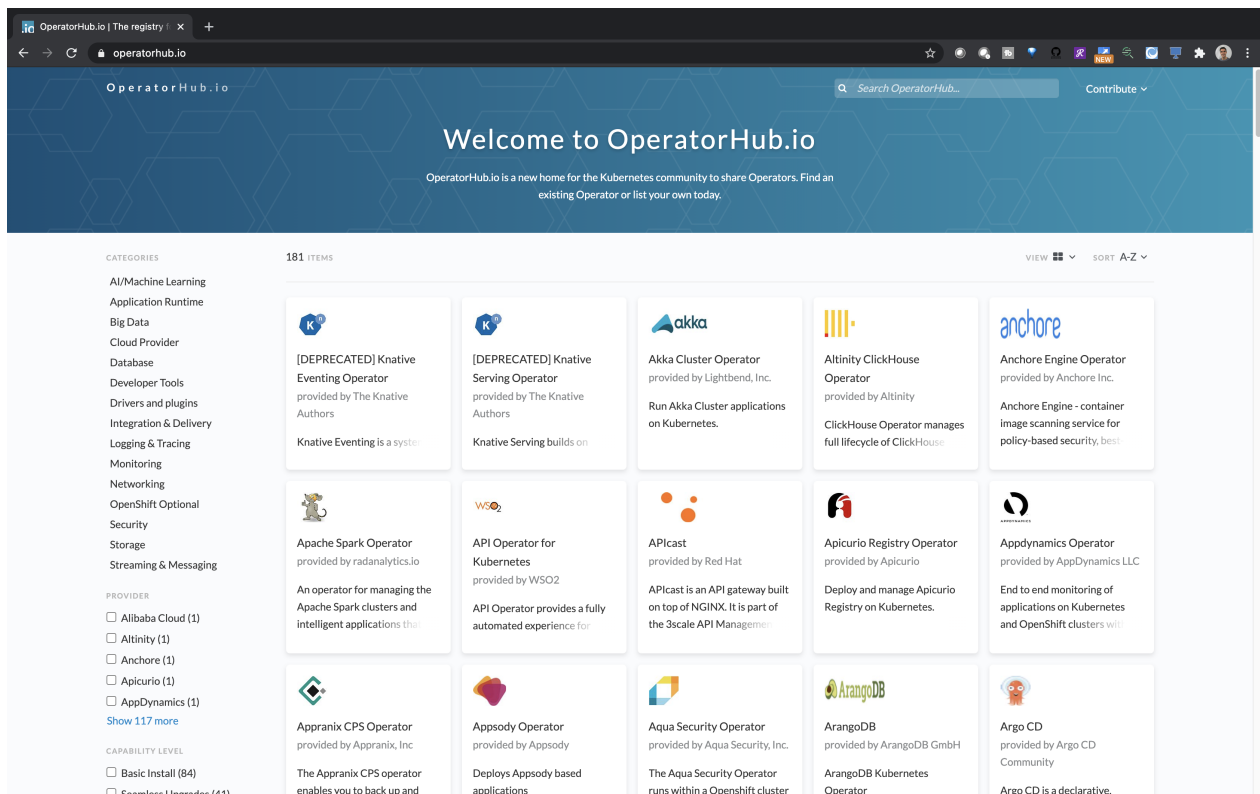 OperatorHub.io | The registry f
operatorhub.io
NEW
OperatorHub.io
Search OperatorHub...
Contribute
Welcome to OperatorHub.io
OperatorHub.io is a new home for the Kubernetes community to share Operators. Find an
existing Operator or list your own today.
CATEGORIES
AI/Machine Learning
Application Runtime
Big Data
Cloud Provider
Database
Developer Tools
Drivers and plugins
Integration & Delivery
Logging & Tracing
Monitoring
Networking
OpenShift Optional
Security
Storage
Streaming & Messaging
PROVIDER
Alibaba Cloud (1)
Altinity (1)
Anchore (1)
Apicurio (1)
AppDynamics (1)
Show 117 more
CAPABILITY LEVEL
Basic Install (84)
Seamless Upgrades (41)
181 ITEMS
VIEW
SORT A-Z
[DEPRECATED] Knative
Eventing Operator
provided by The Knative
Authors
Knative Eventing is a syste
[DEPRECATED] Knative
Serving Operator
provided by The Knative
Authors
Knative Serving builds on
akka
Akka Cluster Operator
provided by Lightbend, Inc.
Run Akka Cluster applications
on Kubernetes.
Altinity ClickHouse
Operator
provided by Altinity
ClickHouse Operator manages
full lifecycle of ClickHouse
anchore
Anchore Engine Operator
provided by Anchore Inc.
Anchore Engine - container
image scanning service for
policy-based security, best
Apache Spark Operator
provided by radanalytics.io
An operator for managing the
Apache Spark clusters and
intelligent applications tha
WSO2
API Operator for
Kubernetes
provided by WSO2
API Operator provides a fully
automated experience for
APIcast
provided by Red Hat
APIcast is an API gateway built
on top of NGINX. It is part of
the 3scale API Managemen
Apicurio Registry Operator
provided by Apicurio
Deploy and manage Apicurio
Registry on Kubernetes.
APPDYNAMICS
Appdynamics Operator
provided by AppDynamics LLC
End to end monitoring of
applications on Kubernetes
and OpenShift clusters wit
Appranix CPS Operator
provided by Appranix, Inc
The Appranix CPS operator
enables you to back up and
Appsody Operator
provided by Appsody
Deploys Appsody based
applications
Aqua Security Operator
provided by Aqua Security, Inc.
The Aqua Security Operator
runs within a Openshift cluster
ArangoDB
ArangoDB
provided by ArangoDB GmbH
ArangoDB Kubernetes
Operator
Argo CD
provided by Argo CD
Community
Argo CD is a declarative,